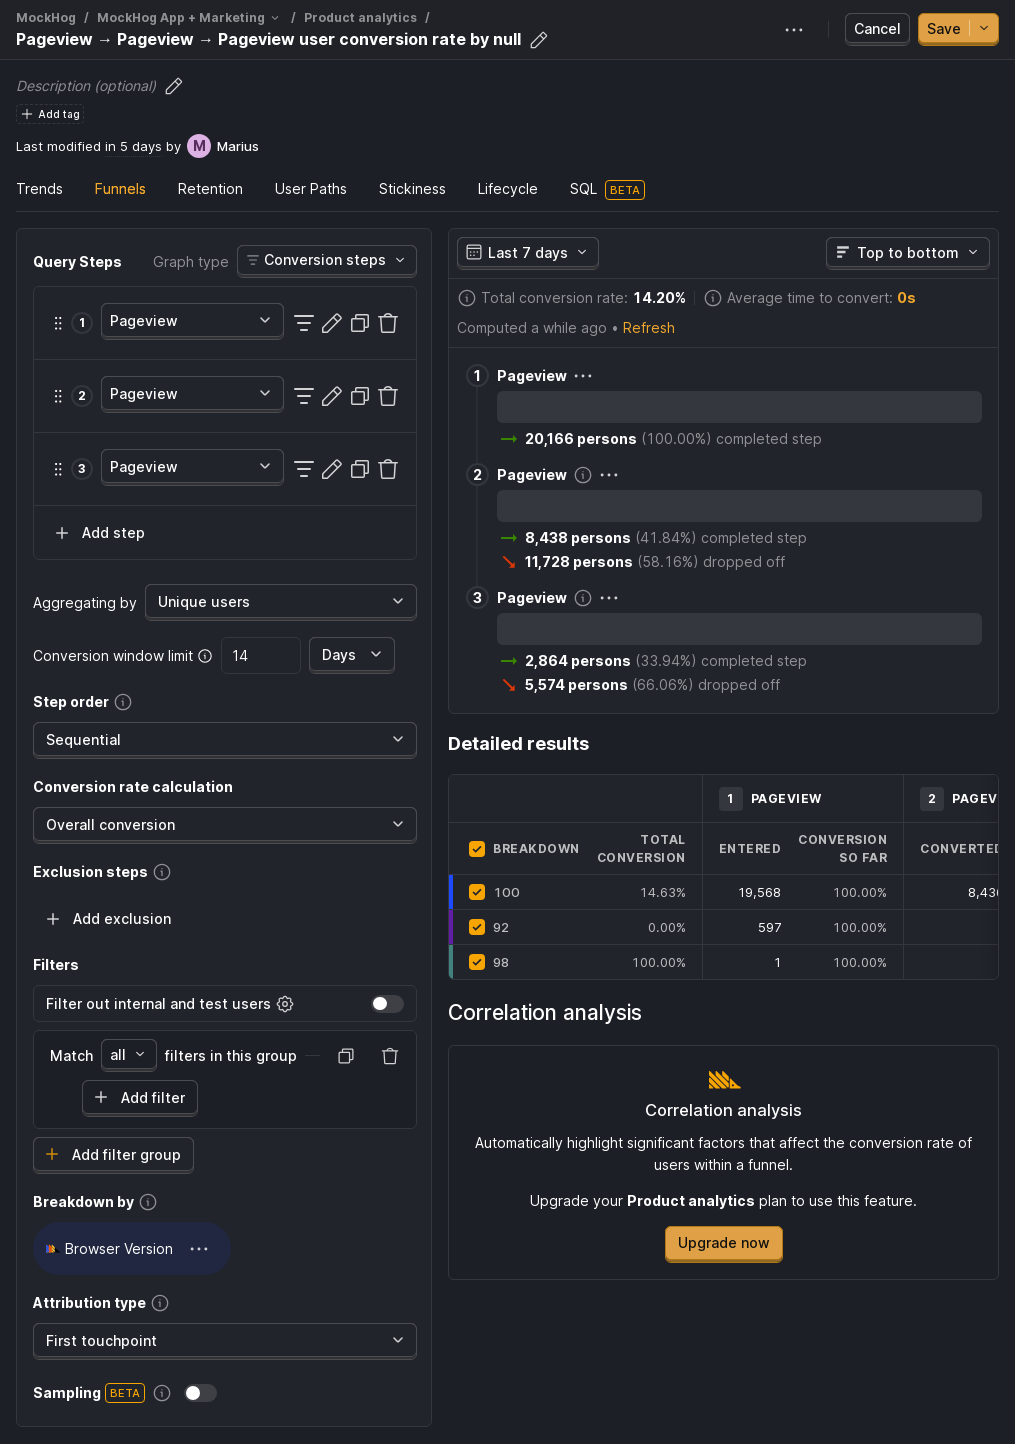 MockHog / MockHog App + Marketing / Product analytics /
Pageview → Pageview → Pageview user conversion rate by null
Cancel
Save
Description (optional)
Add tag
Last modified in 5 days by M Marius
Trends Funnels Retention User Paths Stickiness Lifecycle SQL BETA
Query Steps Graph type Conversion steps
1 Pageview
2 Pageview
3 Pageview
Add step
Aggregating by Unique users
Conversion window limit 14 Days
Step order
Sequential
Conversion rate calculation
Overall conversion
Exclusion steps
Add exclusion
Filters
Filter out internal and test users
Match all filters in this group
Add filter
Add filter group
Breakdown by
Browser Version
Attribution type
First touchpoint
Sampling BETA
Last 7 days Top to bottom
Total conversion rate: 14.20% Average time to convert: 0s
Computed a while ago • Refresh
1 Pageview
20,166 persons (100.00%) completed step
2 Pageview
8,438 persons (41.84%) completed step
11,728 persons (58.16%) dropped off
3 Pageview
2,864 persons (33.94%) completed step
5,574 persons (66.06%) dropped off
Detailed results
1 PAGEVIEW 2 PAGEV
BREAKDOWN TOTAL CONVERSION ENTERED CONVERSION SO FAR CONVERTED
100 14.63% 19,568 100.00% 8,43
92 0.00% 597 100.00%
98 100.00% 1 100.00%
Correlation analysis
Correlation analysis
Automatically highlight significant factors that affect the conversion rate of
users within a funnel.
Upgrade your Product analytics plan to use this feature.
Upgrade now